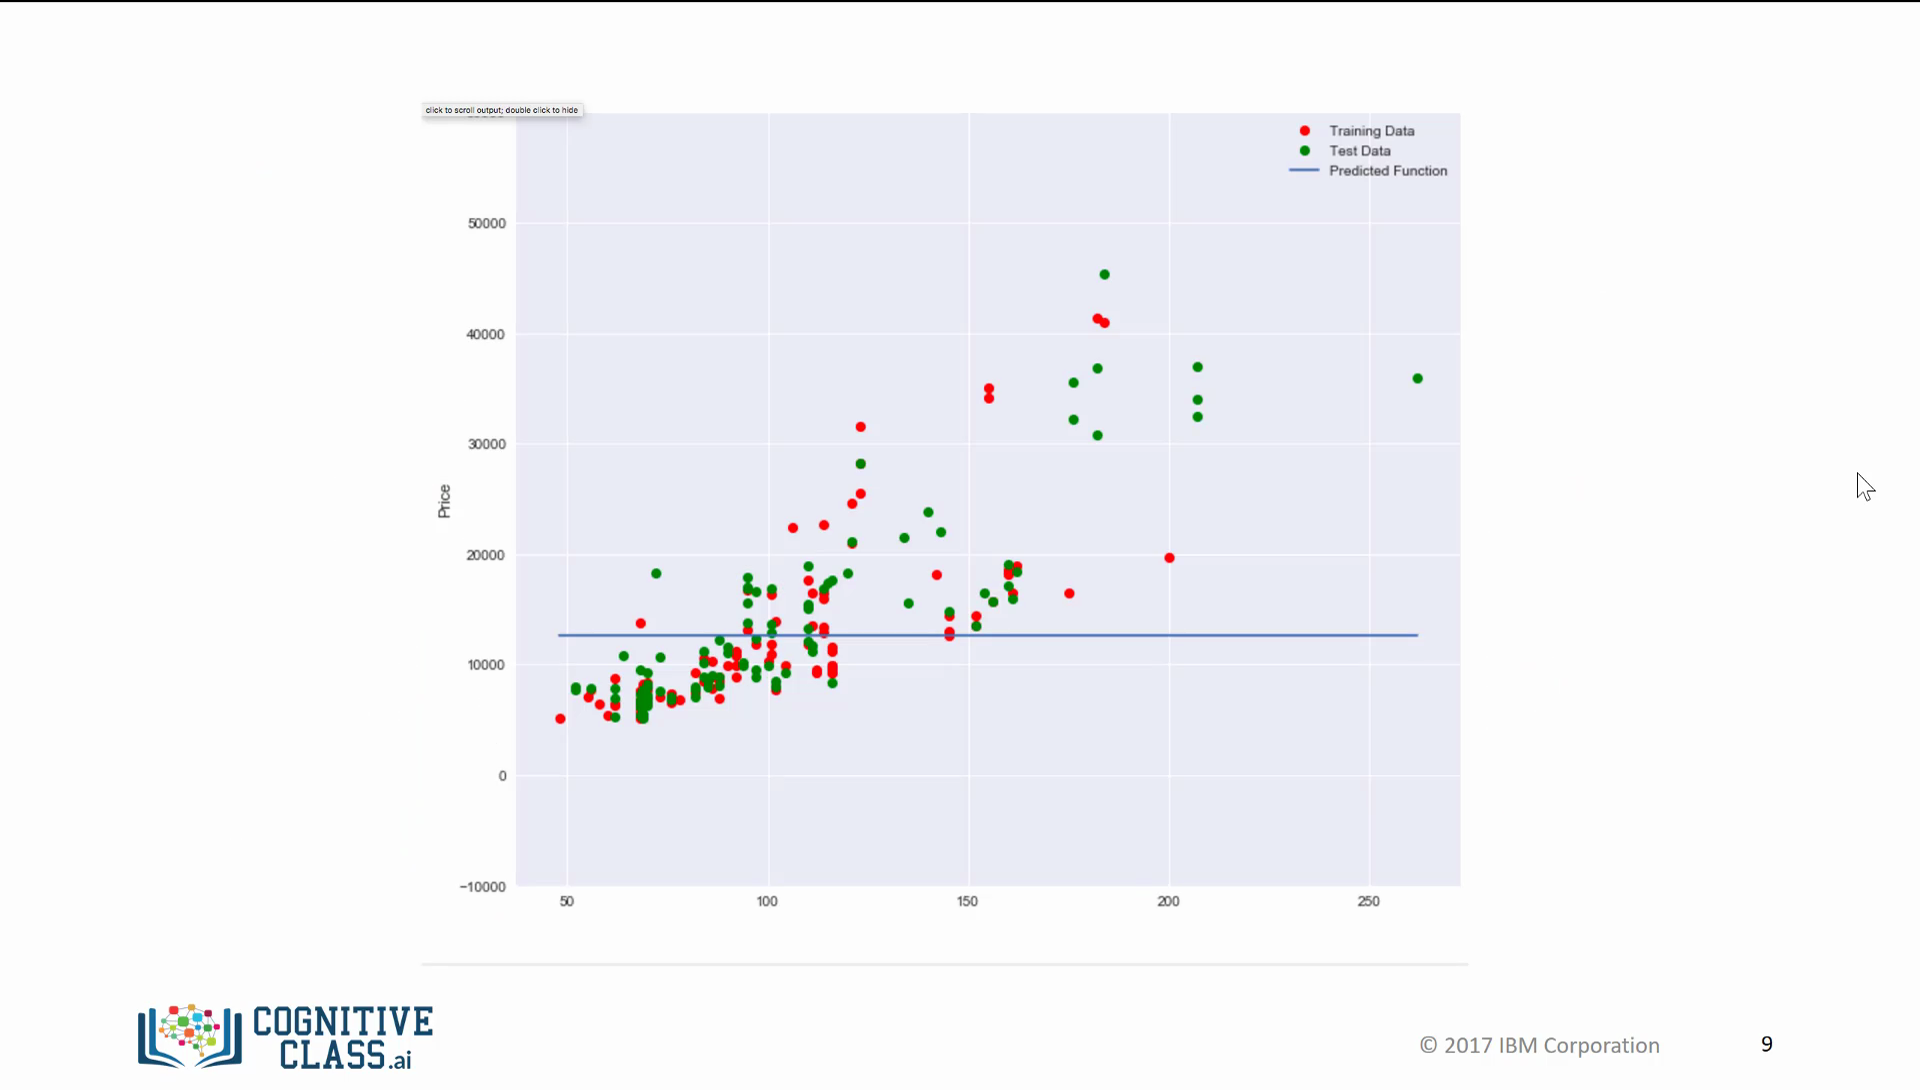 click to scroll output; double click to hide
Training Data
Test Data
Predicted Function
50000
40000
30000
20000
10000
0
−10000
Price
50
100
150
200
250
COGNITIVE
CLASS.ai
© 2017 IBM Corporation
9